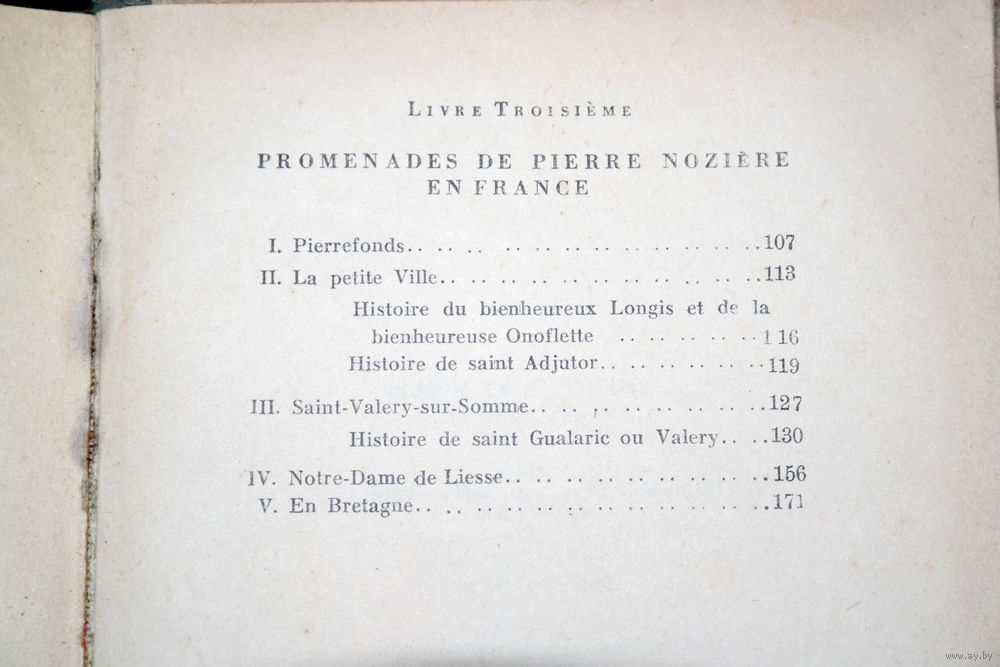 LIVRE TROISIÈME
PROMENADES DE PIERRE NOZIÈRE
EN FRANCE
I. Pierrefonds.. .. .. .. .. .. .. .. .. ..107
II. La petite Ville.. .. .. .. .. .. .. .. .. ..113
Histoire du bienheureux Longis et de la
bienheureuse Onoflette .. .. .. .. ..116
Histoire de saint Adjutor.. .. .. .. .. ..119
III. Saint-Valery-sur-Somme.. .. .. .. .. .. ..127
Histoire de saint Gualaric ou Valery.. ..130
IV. Notre-Dame de Liesse.. .. .. .. .. .. .. ..156
V. En Bretagne.. .. .. .. .. .. .. .. .. .. ..171
www.ay.by